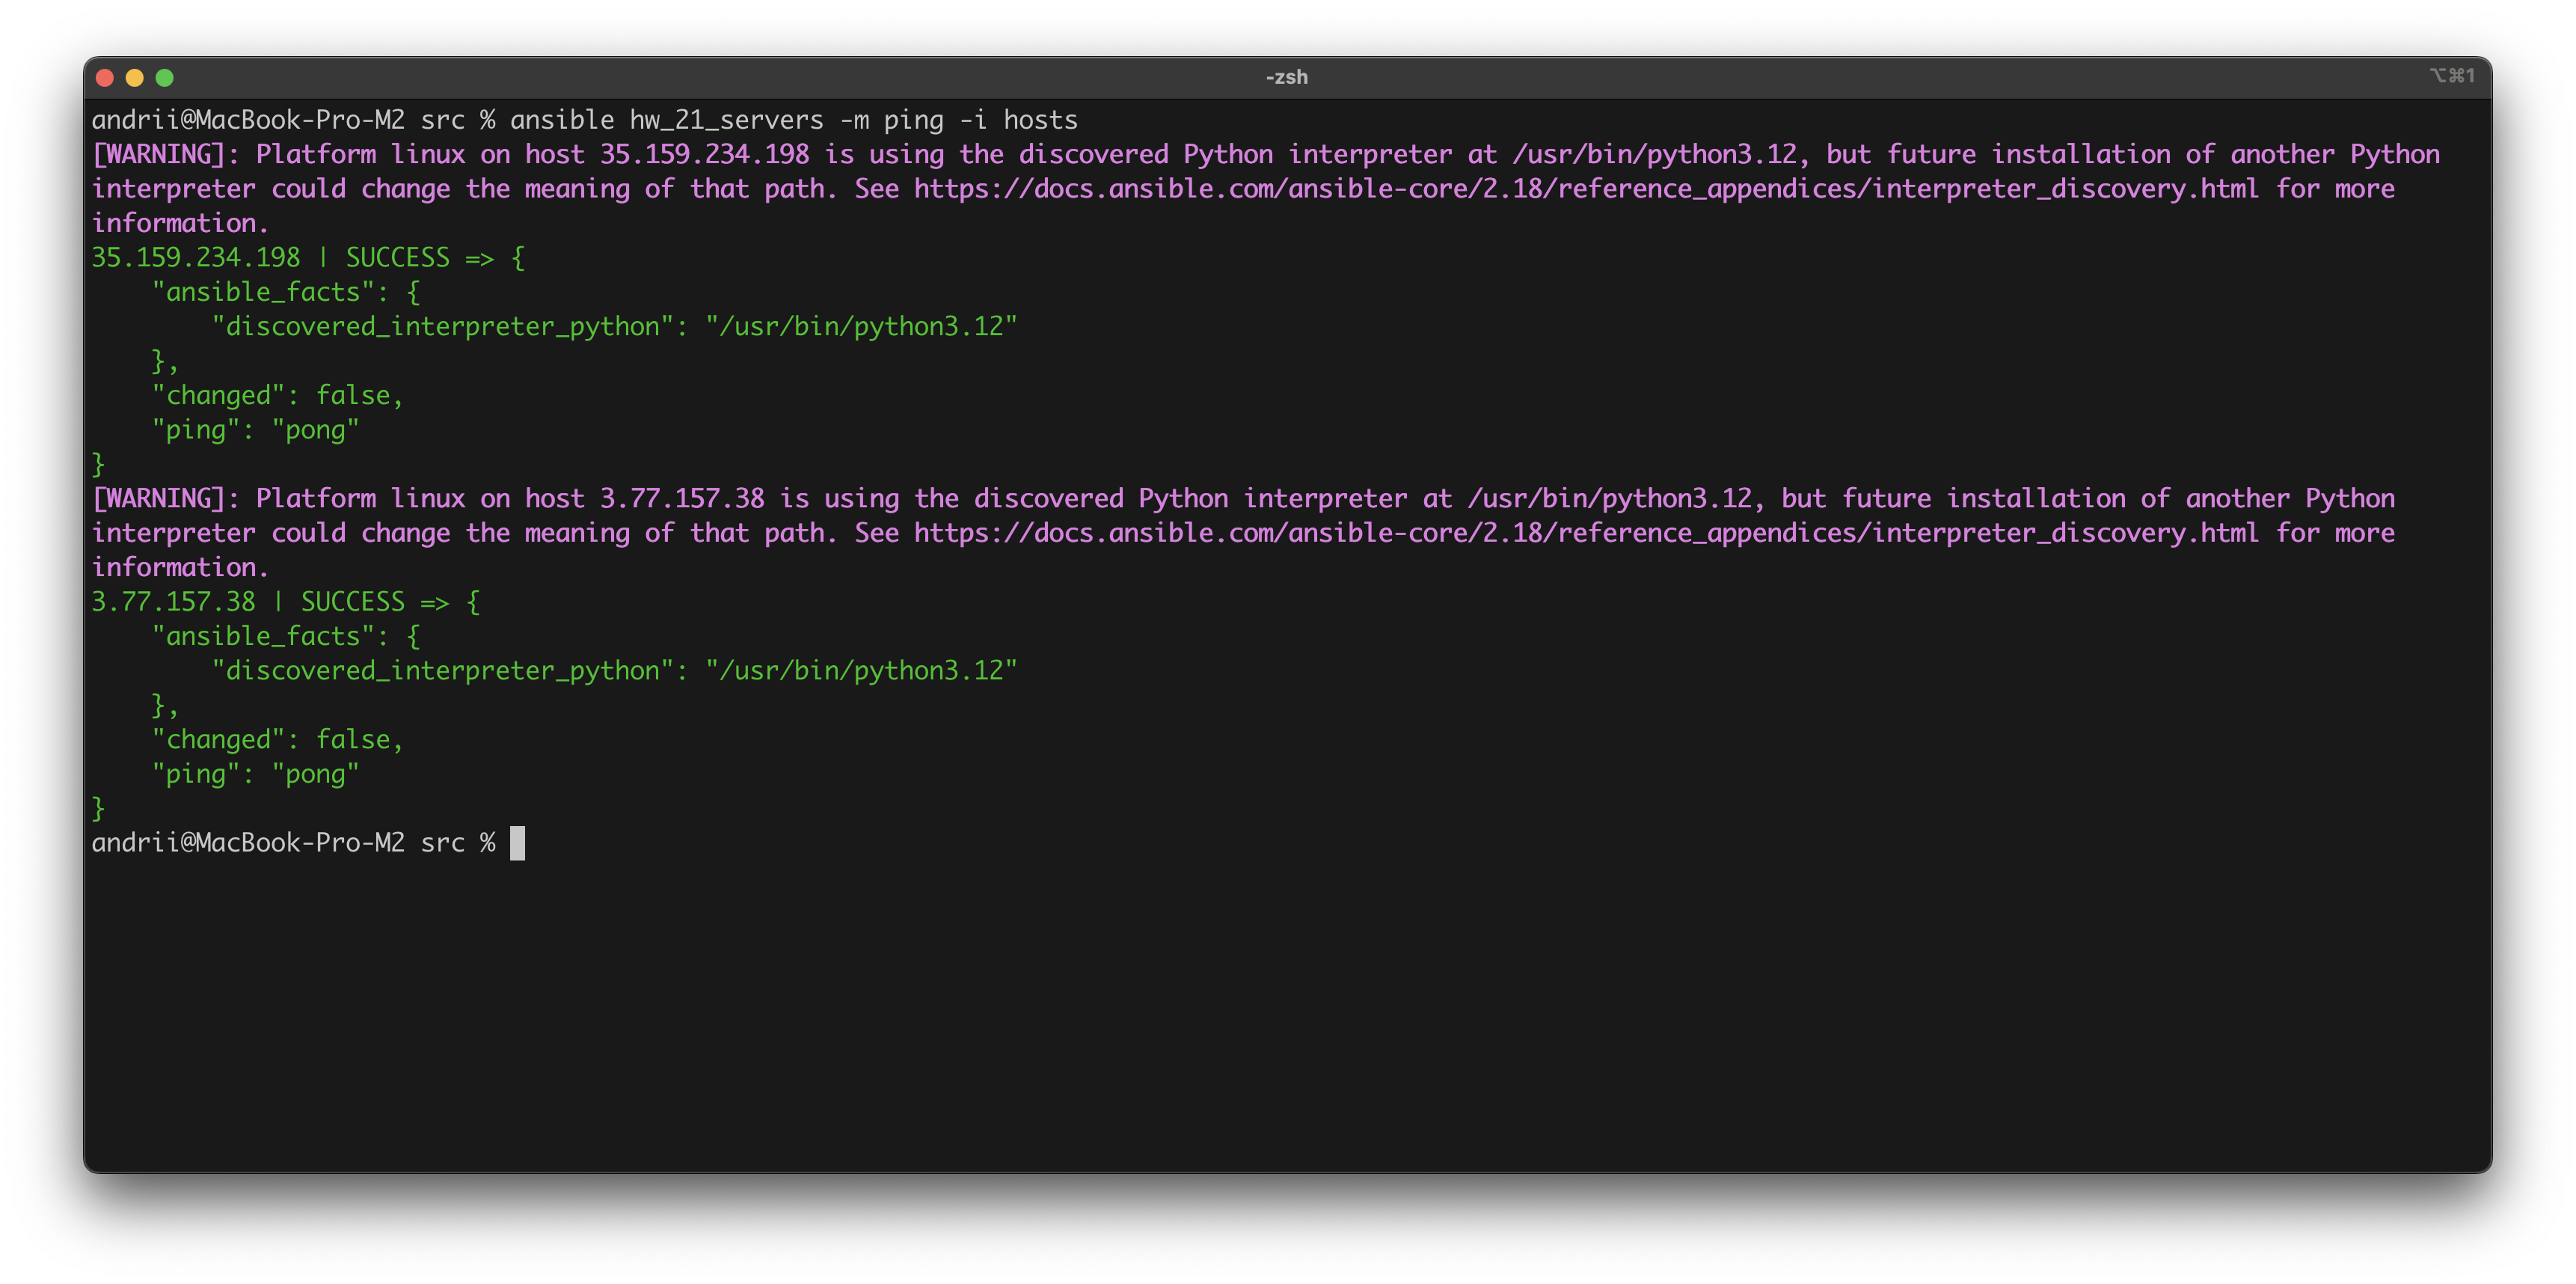 -zsh
⌥⌘1
andrii@MacBook-Pro-M2 src % ansible hw_21_servers -m ping -i hosts
[WARNING]: Platform linux on host 35.159.234.198 is using the discovered Python interpreter at /usr/bin/python3.12, but future installation of another Python
interpreter could change the meaning of that path. See https://docs.ansible.com/ansible-core/2.18/reference_appendices/interpreter_discovery.html for more
information.
35.159.234.198 | SUCCESS => {
    "ansible_facts": {
        "discovered_interpreter_python": "/usr/bin/python3.12"
    },
    "changed": false,
    "ping": "pong"
}
[WARNING]: Platform linux on host 3.77.157.38 is using the discovered Python interpreter at /usr/bin/python3.12, but future installation of another Python
interpreter could change the meaning of that path. See https://docs.ansible.com/ansible-core/2.18/reference_appendices/interpreter_discovery.html for more
information.
3.77.157.38 | SUCCESS => {
    "ansible_facts": {
        "discovered_interpreter_python": "/usr/bin/python3.12"
    },
    "changed": false,
    "ping": "pong"
}
andrii@MacBook-Pro-M2 src %